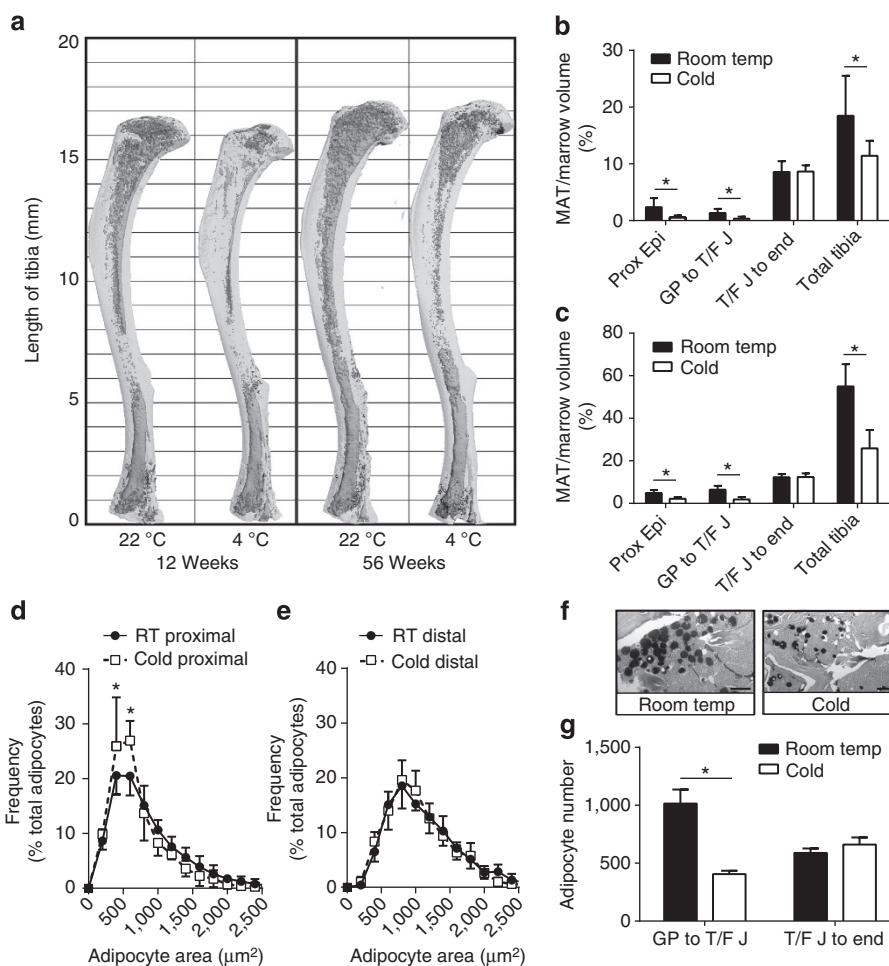 a
20
15
10
5
0
Length of tibia (mm)
22 °C
4 °C
22 °C
4 °C
12 Weeks
56 Weeks
b
Room temp
Cold
MAT/marrow volume
(%)
30
20
10
0
*
*
*
Prox Epi
GP to T/F J
T/F J to end
Total tibia
c
Room temp
Cold
MAT/marrow volume
(%)
80
60
40
20
0
*
*
*
Prox Epi
GP to T/F J
T/F J to end
Total tibia
d
RT proximal
Cold proximal
Frequency
(% total adipocytes)
40
30
20
10
0
*
*
0
500
1,000
1,500
2,000
2,500
Adipocyte area (μm²)
e
RT distal
Cold distal
Frequency
(% total adipocytes)
40
30
20
10
0
0
500
1,000
1,500
2,000
2,500
Adipocyte area (μm²)
f
Room temp
Cold
g
Room temp
Cold
Adipocyte number
1,500
1,000
500
0
*
GP to T/F J
T/F J to end